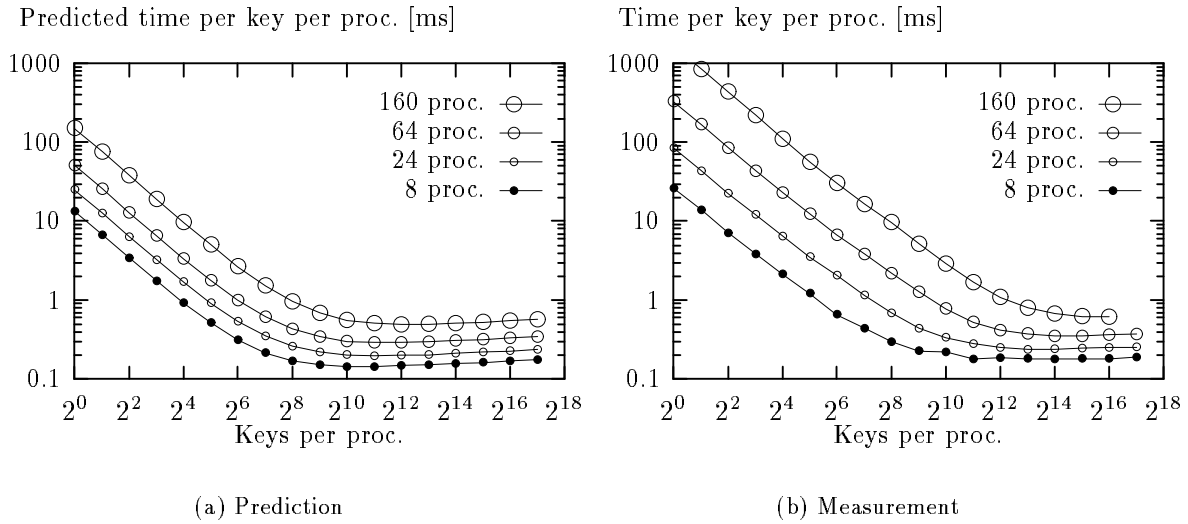 Predicted time per key per proc. [ms]
1000
100
10
1
0.1
160 proc.
64 proc.
24 proc.
8 proc.
2^0 2^2 2^4 2^6 2^8 2^10 2^12 2^14 2^16 2^18
Keys per proc.
(a) Prediction
Time per key per proc. [ms]
1000
100
10
1
0.1
160 proc.
64 proc.
24 proc.
8 proc.
2^0 2^2 2^4 2^6 2^8 2^10 2^12 2^14 2^16 2^18
Keys per proc.
(b) Measurement